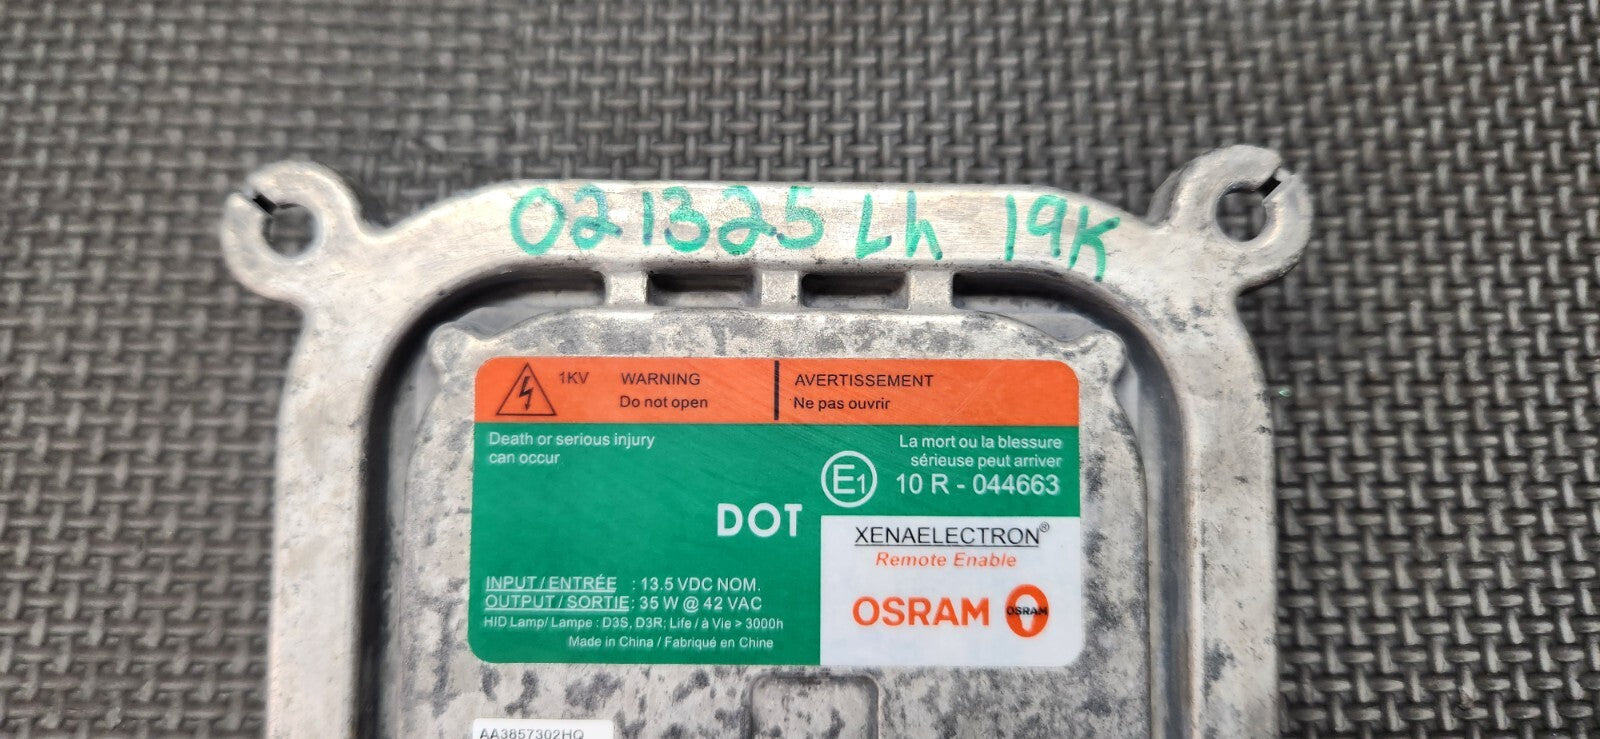 021325 Lh 19K
1KV WARNING
Do not open
AVERTISSEMENT
Ne pas ouvrir
Death or serious injury
can occur
La mort ou la blessure
sérieuse peut arriver
E1 10 R - 044663
DOT
XENAELECTRON®
Remote Enable
OSRAM OSRAM
INPUT / ENTRÉE : 13.5 VDC NOM.
OUTPUT / SORTIE : 35 W @ 42 VAC
HID Lamp/ Lampe : D3S, D3R; Life / à Vie > 3000h
Made in China / Fabriqué en Chine
AA3857302HQ